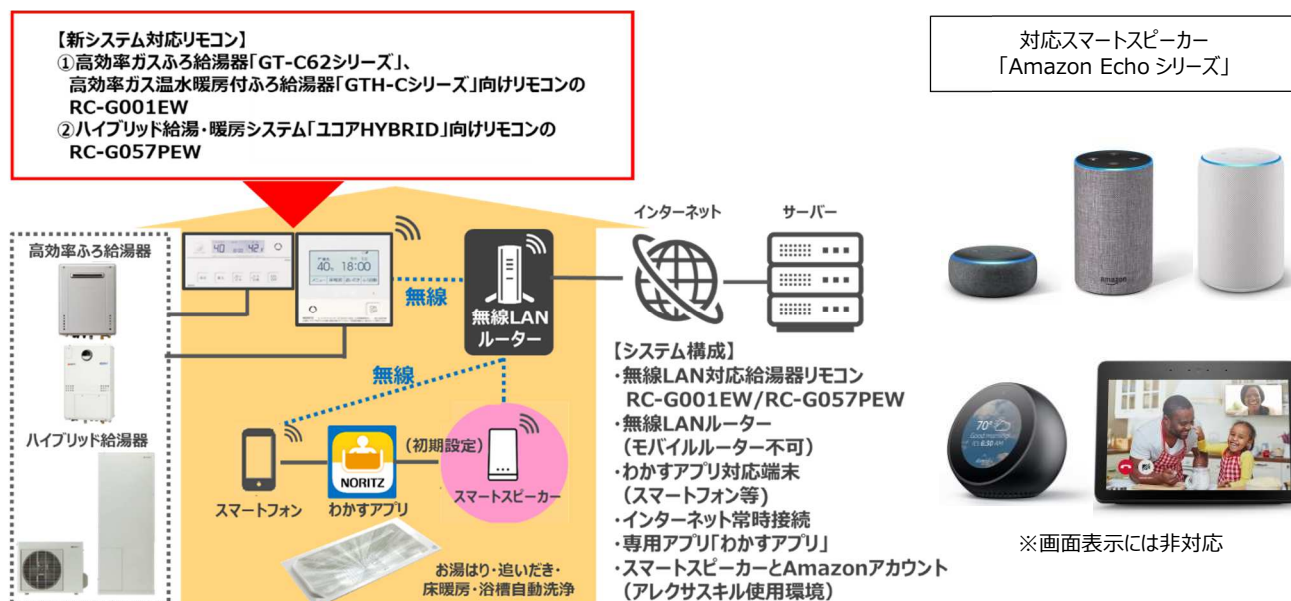 【新システム対応リモコン】
①高効率ガスふろ給湯器「GT-C62シリーズ」、
高効率ガス温水暖房付ふろ給湯器「GTH-Cシリーズ」向けリモコンの
RC-G001EW
②ハイブリッド給湯・暖房システム「ユコアHYBRID」向けリモコンの
RC-G057PEW
対応スマートスピーカー
「Amazon Echo シリーズ」
高効率ふろ給湯器
ハイブリッド給湯器
40
42
40
18:00
NORITZ
無線
無線LAN
ルーター
インターネット
サーバー
無線
スマートフォン
NORITZ
わかすアプリ
(初期設定)
スマートスピーカー
お湯はり・追いだき・
床暖房・浴槽自動洗浄
【システム構成】
・無線LAN対応給湯器リモコン
RC-G001EW/RC-G057PEW
・無線LANルーター
(モバイルルーター不可)
・わかすアプリ対応端末
(スマートフォン等)
・インターネット常時接続
・専用アプリ「わかすアプリ」
・スマートスピーカーとAmazonアカウント
(アレクサスキル使用環境)
amazon
70°
Good morning
6:30 AM
※画面表示には非対応